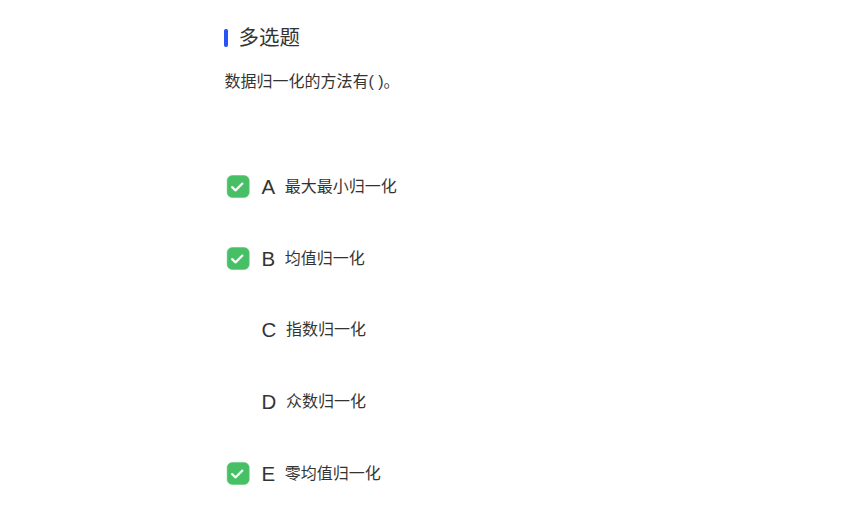 多选题
数据归一化的方法有( )。
A 最大最小归一化
B 均值归一化
C 指数归一化
D 众数归一化
E 零均值归一化